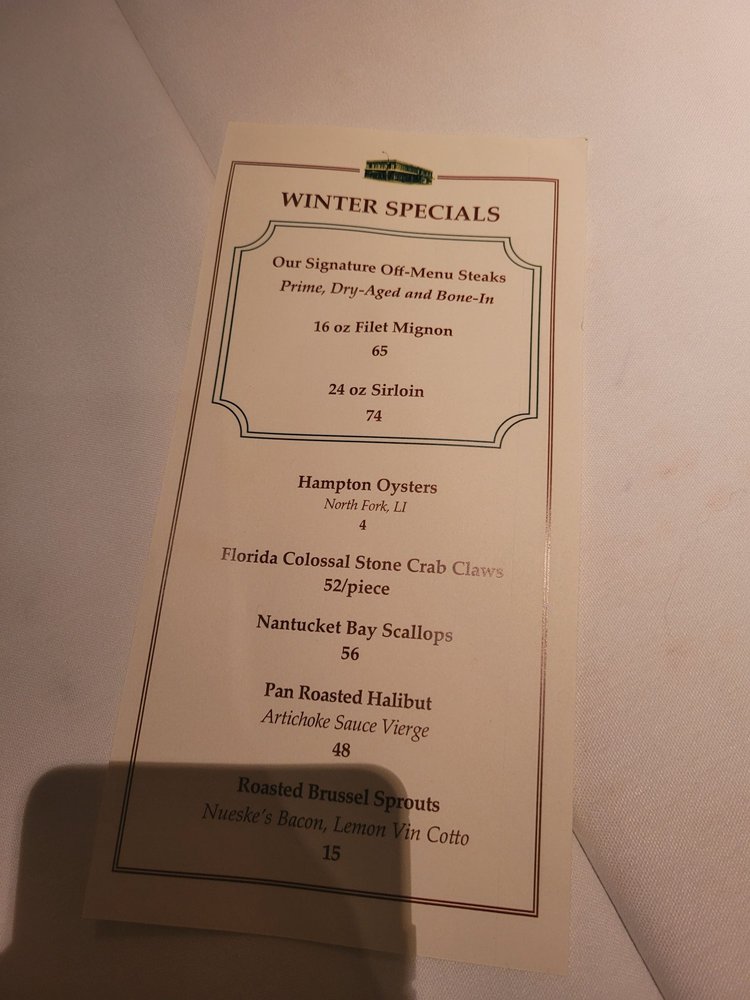 WINTER SPECIALS
Our Signature Off-Menu Steaks
Prime, Dry-Aged and Bone-In
16 oz Filet Mignon
65
24 oz Sirloin
74
Hampton Oysters
North Fork, LI
4
Florida Colossal Stone Crab Claws
52/piece
Nantucket Bay Scallops
56
Pan Roasted Halibut
Artichoke Sauce Vierge
48
Roasted Brussel Sprouts
Nueske's Bacon, Lemon Vin Cotto
15